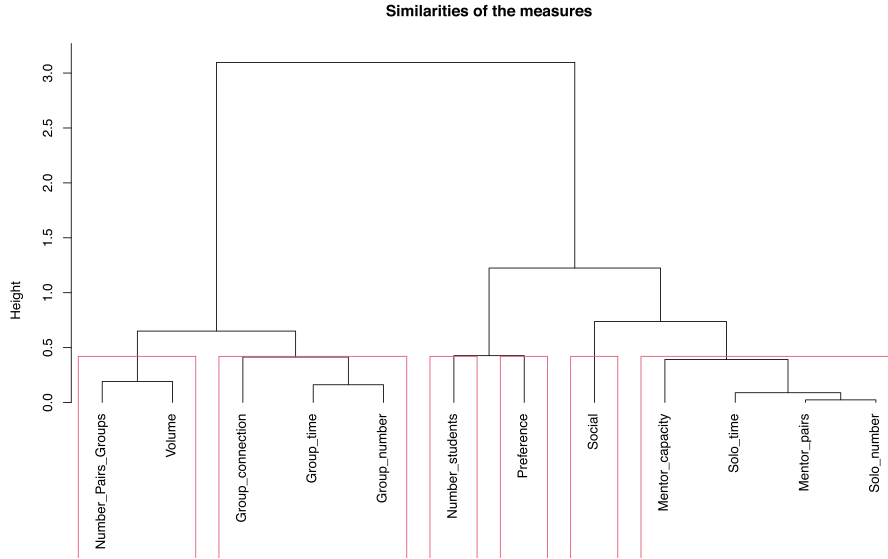 Similarities of the measures
Height
3.0
2.5
2.0
1.5
1.0
0.5
0.0
Number_Pairs_Groups
Volume
Group_connection
Group_time
Group_number
Number_students
Preference
Social
Mentor_capacity
Solo_time
Mentor_pairs
Solo_number